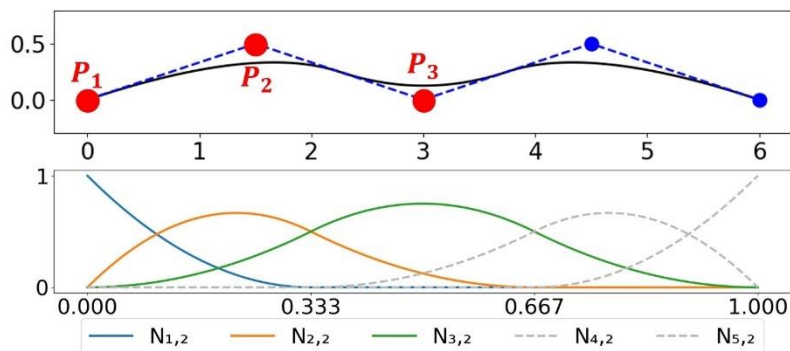 0.5
P₁
P₂
P₃
0.0
0 1 2 3 4 5 6
1
0
0.000 0.333 0.667 1.000
N₁,₂ N₂,₂ N₃,₂ N₄,₂ N₅,₂